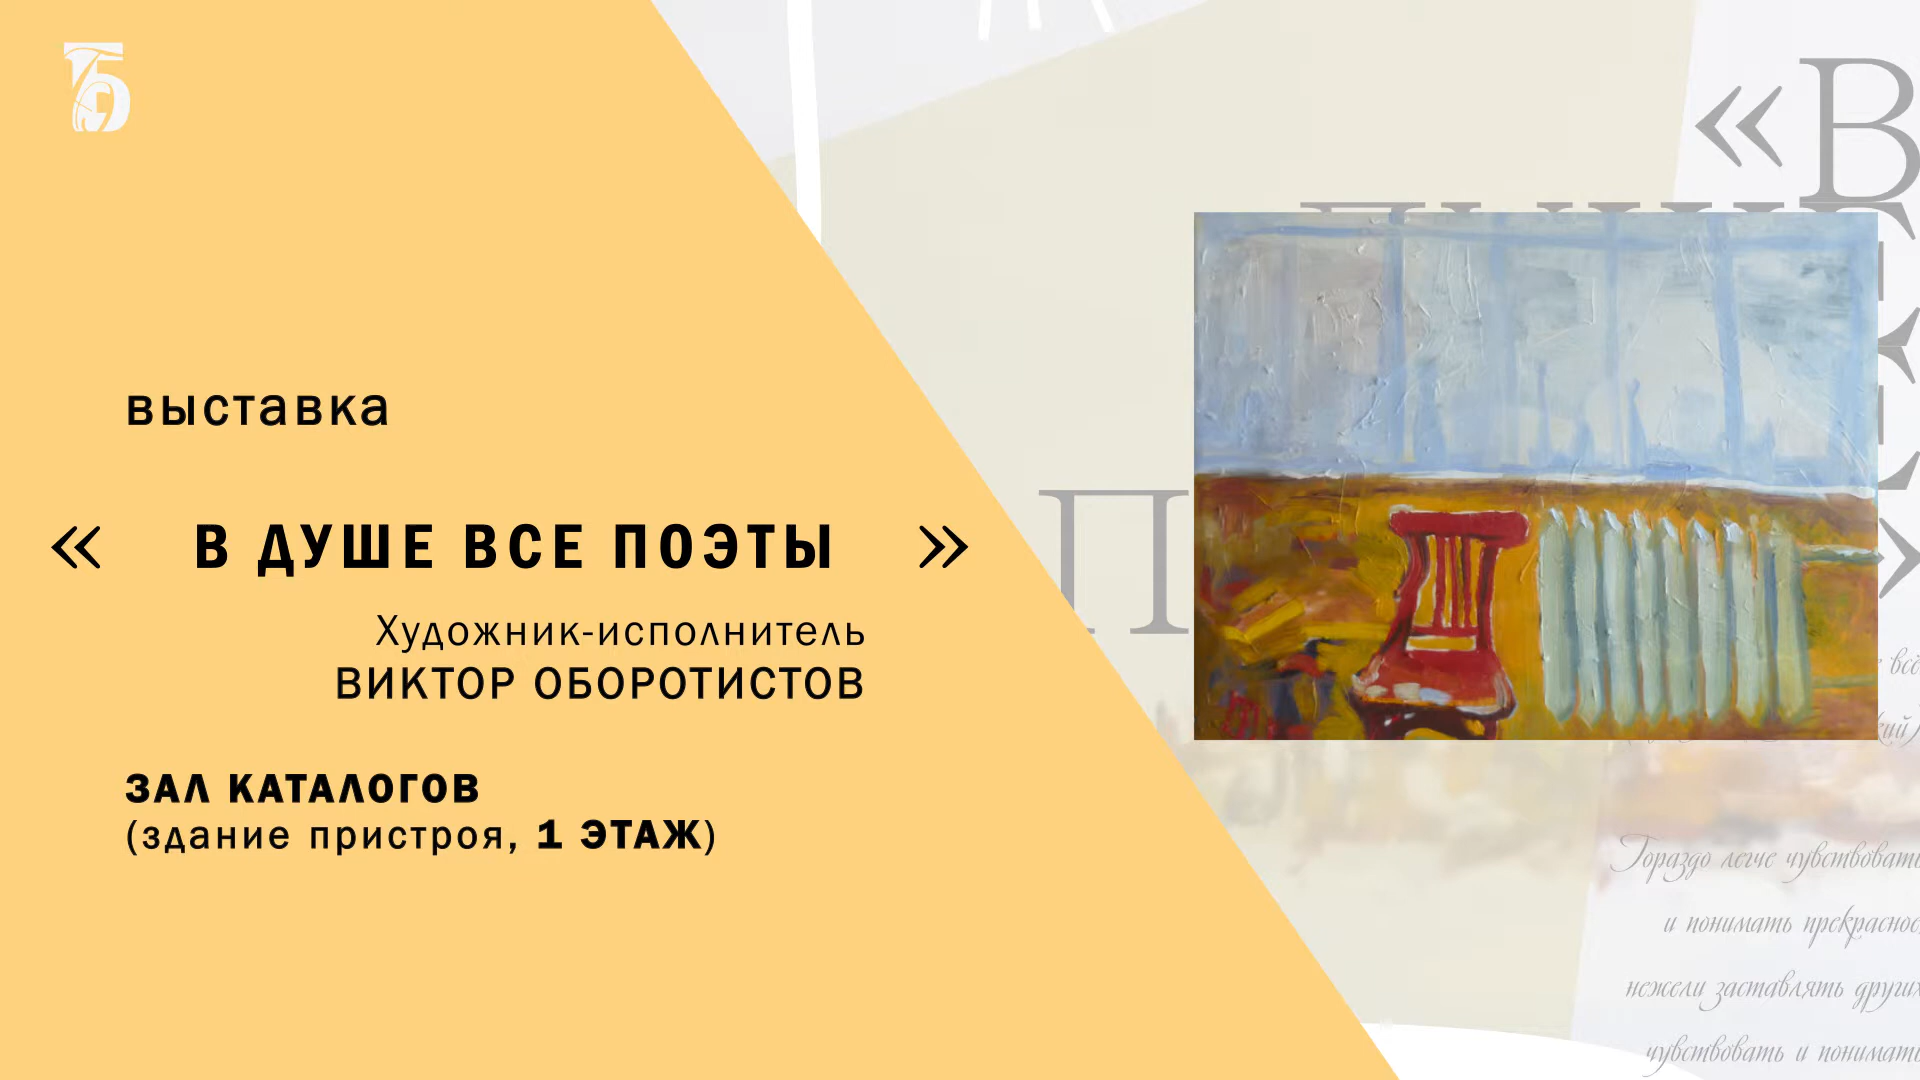 выставка
« В ДУШЕ ВСЕ ПОЭТЫ »
Художник-исполнитель
ВИКТОР ОБОРОТИСТОВ
ЗАЛ КАТАЛОГОВ
(здание пристроя, 1 ЭТАЖ)
«В
П
»
Гораздо легче чувствовать
и понимать прекрасное,
нежели заставлять других
чувствовать и понимать